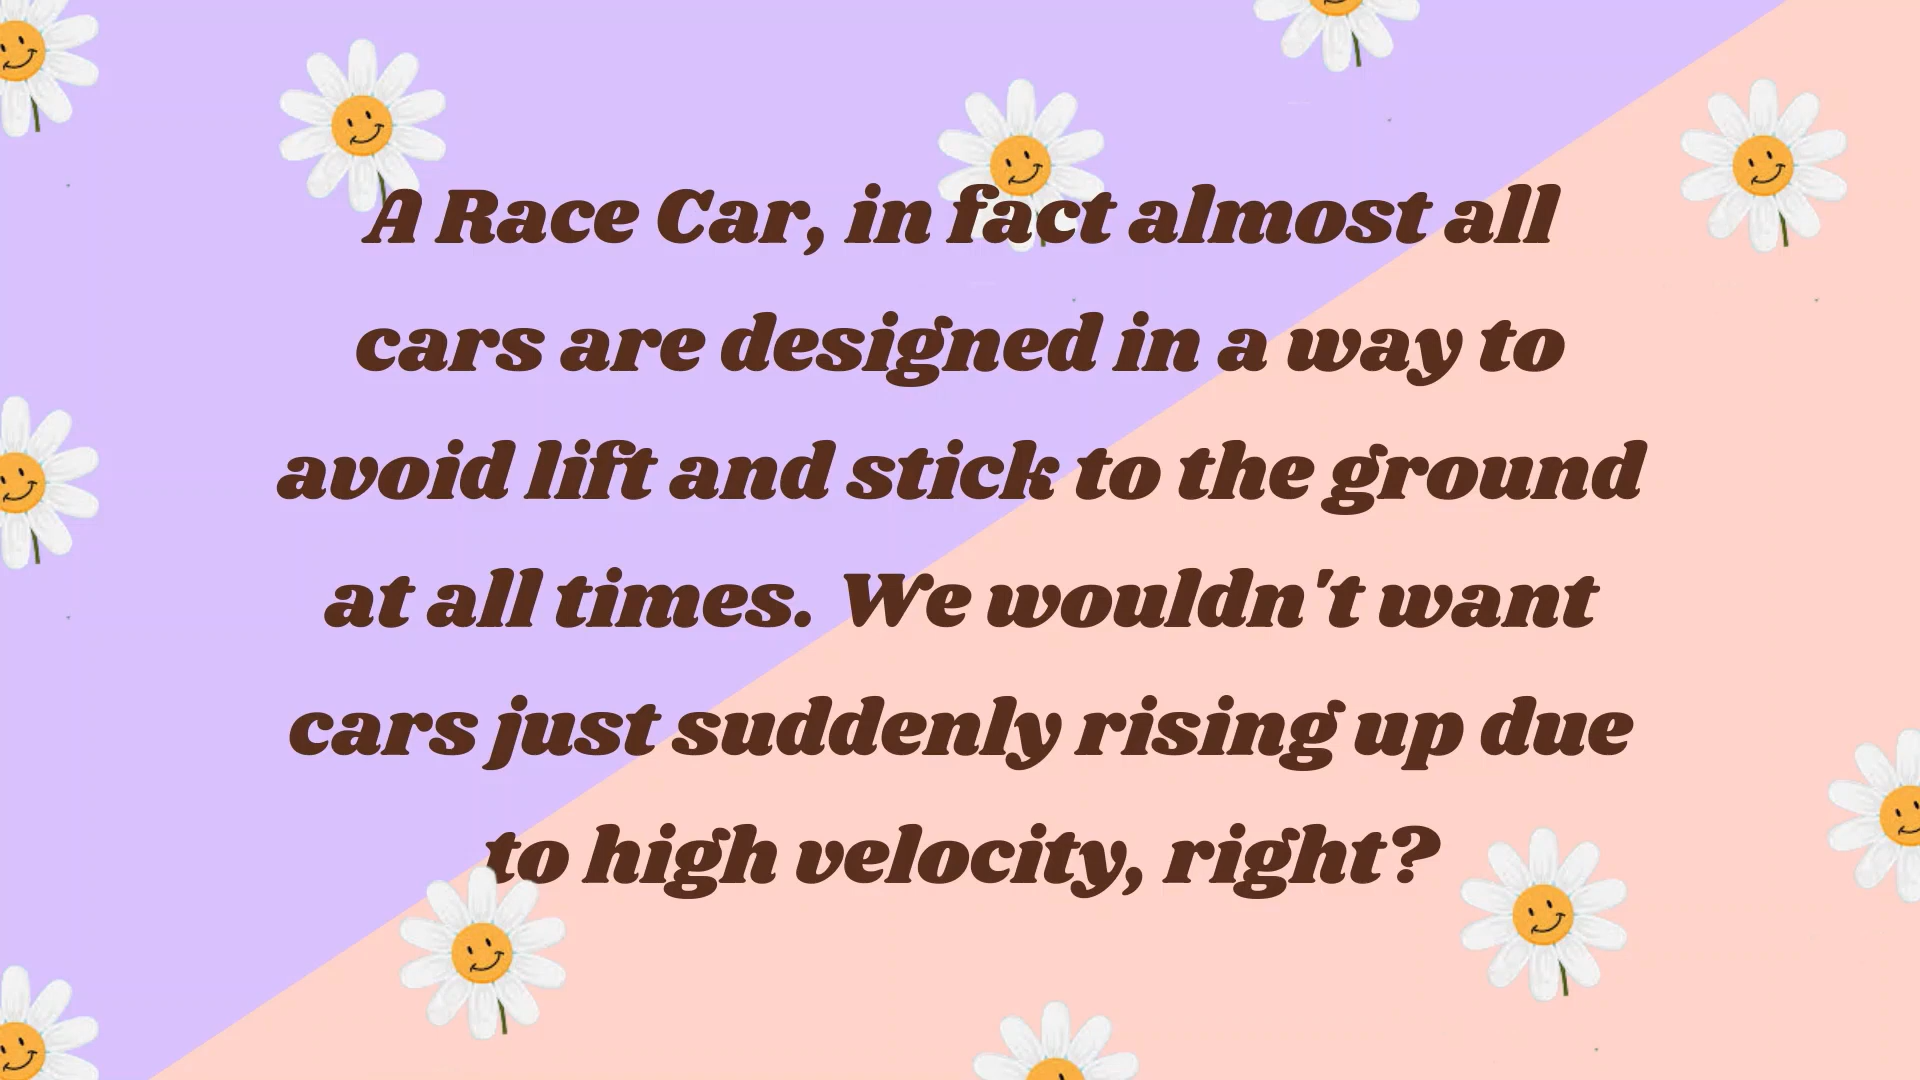 A Race Car, in fact almost all
cars are designed in a way to
avoid lift and stick to the ground
at all times. We wouldn't want
cars just suddenly rising up due
to high velocity, right?